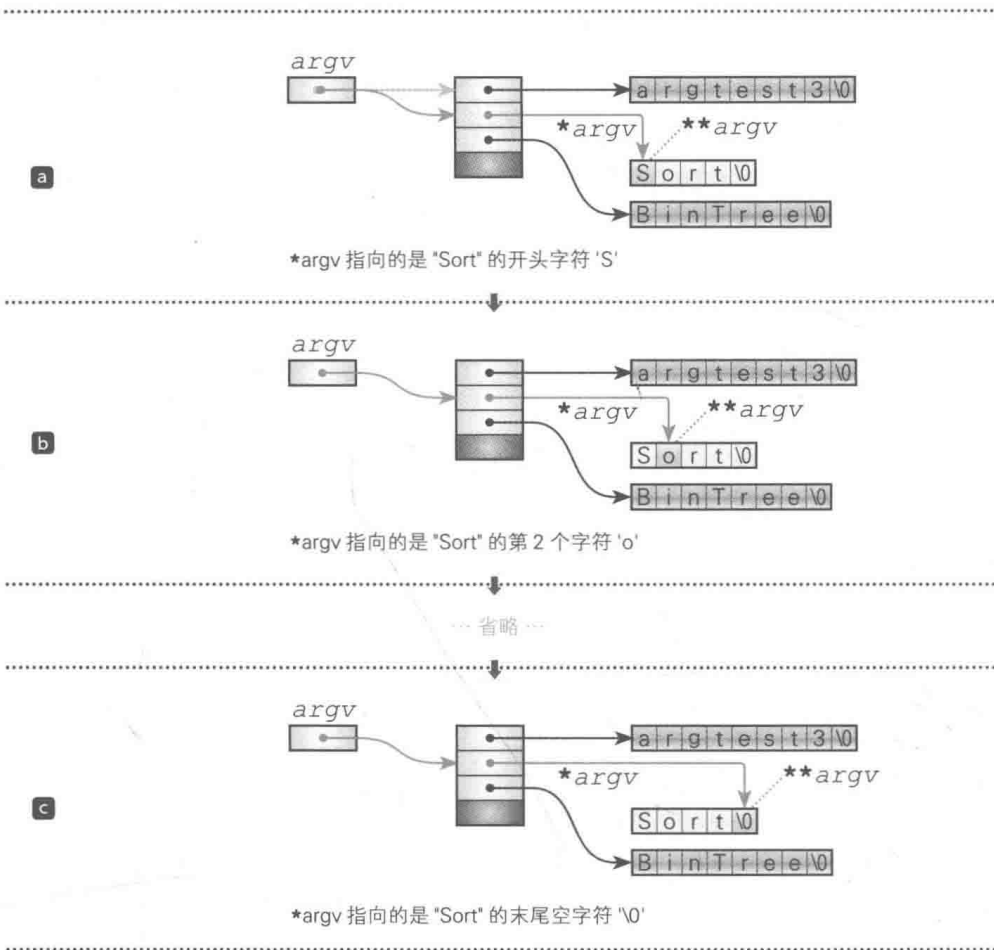 argv
a r g t e s t 3 \0
*argv
**argv
a
S o r t \0
B i n T r e e \0
*argv 指向的是 "Sort" 的开头字符 'S'
argv
a r g t e s t 3 \0
*argv
**argv
b
S o r t \0
B i n T r e e \0
*argv 指向的是 "Sort" 的第 2 个字符 'o'
… 省略 …
argv
a r g t e s t 3 \0
*argv
**argv
c
S o r t \0
B i n T r e e \0
*argv 指向的是 "Sort" 的末尾空字符 '\0'